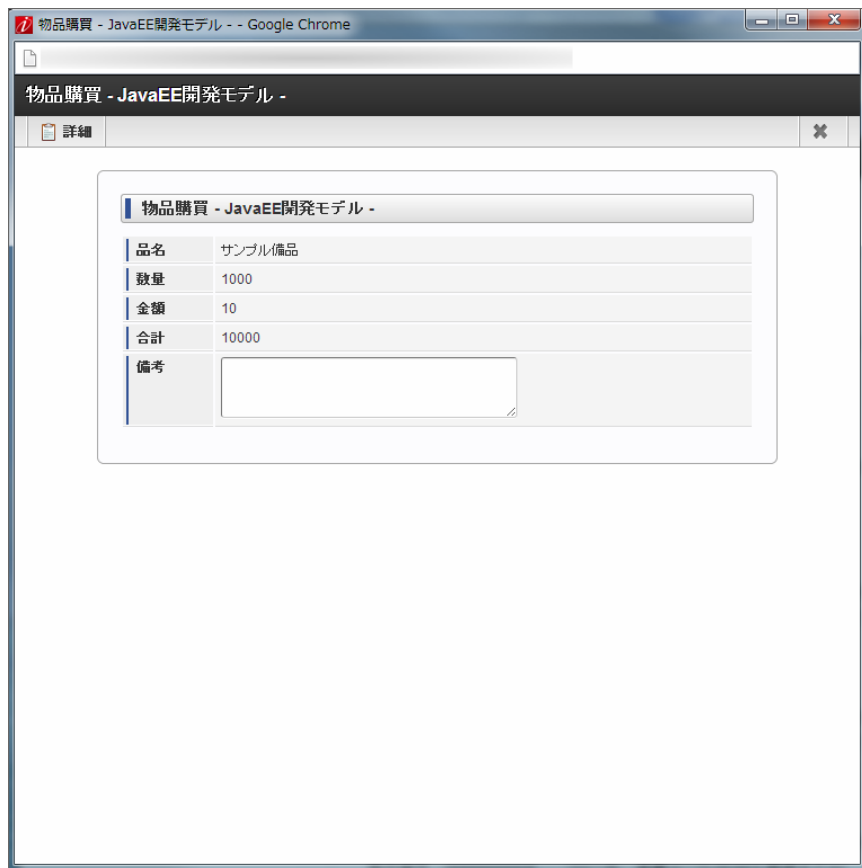 物品購買 - JavaEE開発モデル - - Google Chrome
物品購買 - JavaEE開発モデル -
詳細
物品購買 - JavaEE開発モデル -
品名 サンプル備品
数量 1000
金額 10
合計 10000
備考